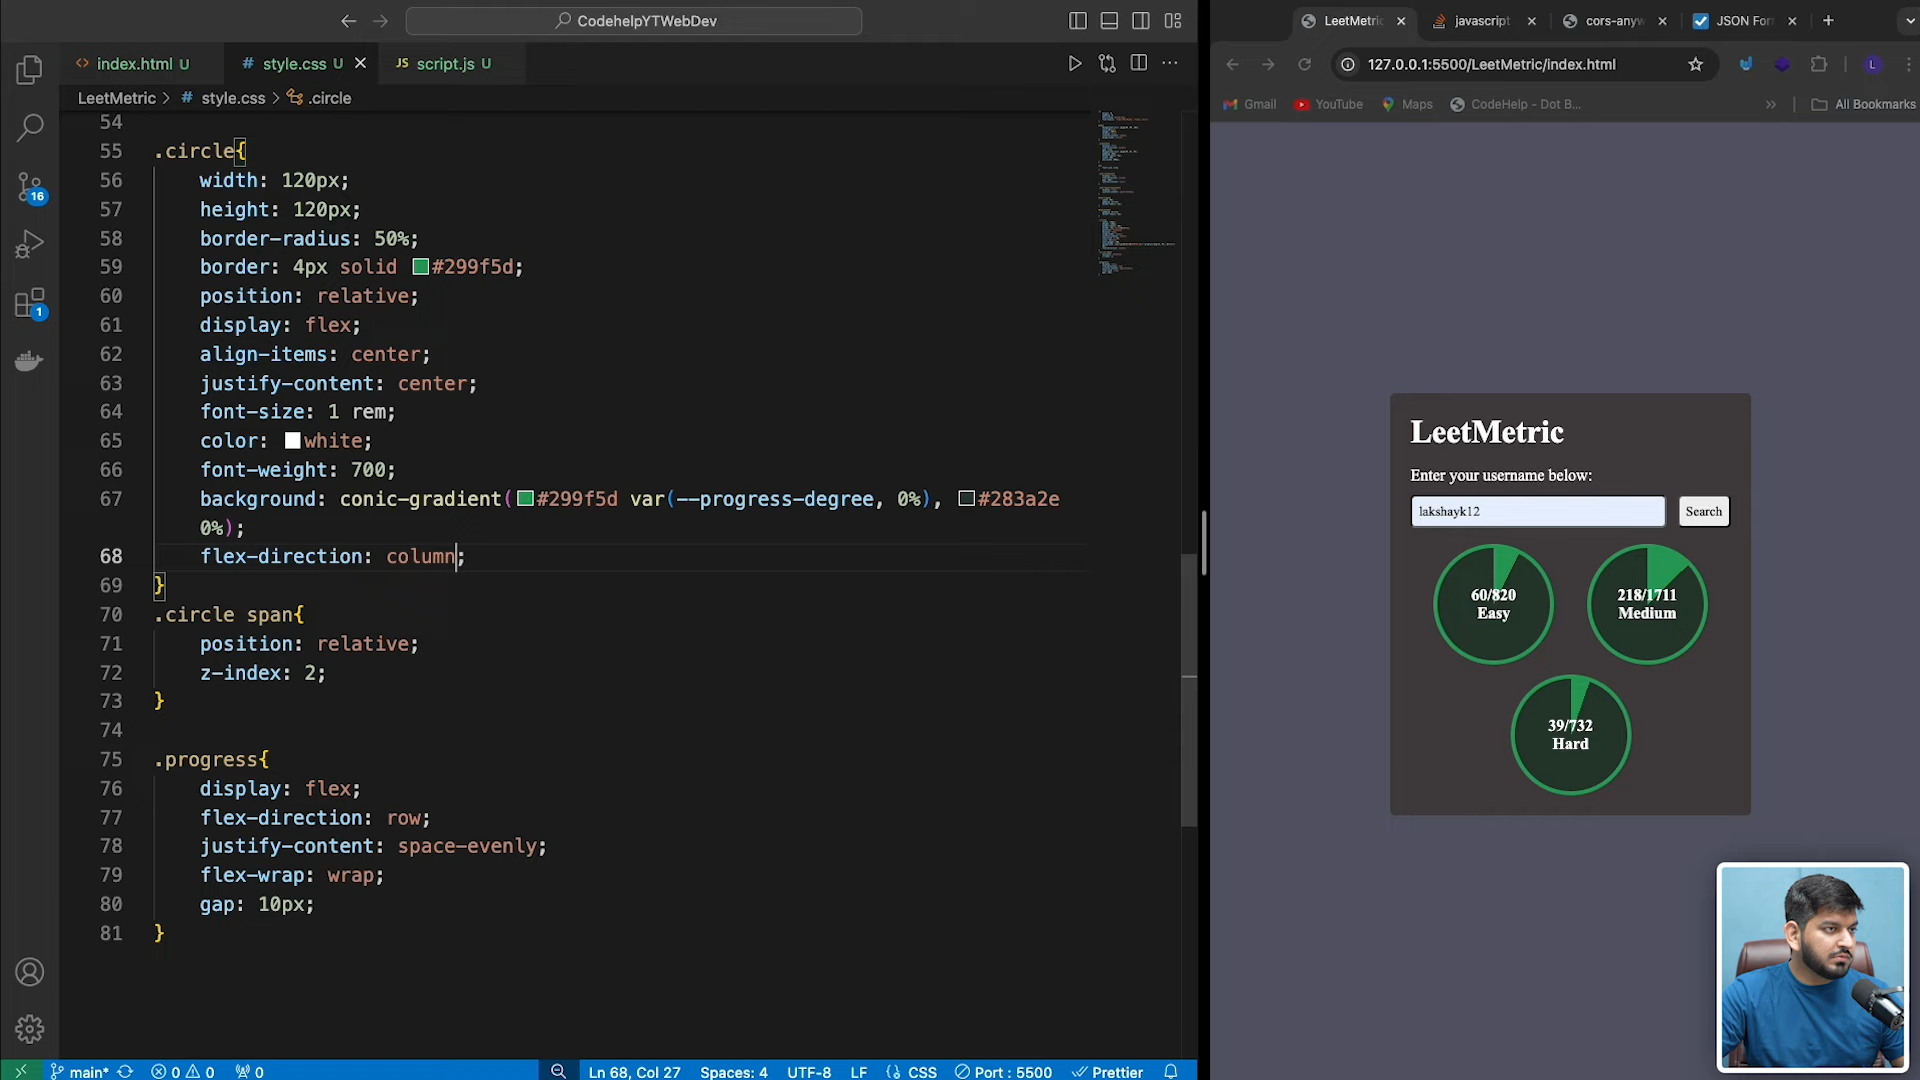 CodehelpYTWebDev
index.html U
# style.css U
JS script.js U
LeetMetric > # style.css > .circle
54
55 .circle{
56 width: 120px;
57 height: 120px;
58 border-radius: 50%;
59 border: 4px solid #299f5d;
60 position: relative;
61 display: flex;
62 align-items: center;
63 justify-content: center;
64 font-size: 1 rem;
65 color: white;
66 font-weight: 700;
67 background: conic-gradient(#299f5d var(--progress-degree, 0%), #283a2e
0%);
68 flex-direction: column;
69 }
70 .circle span{
71 position: relative;
72 z-index: 2;
73 }
74
75 .progress{
76 display: flex;
77 flex-direction: row;
78 justify-content: space-evenly;
79 flex-wrap: wrap;
80 gap: 10px;
81 }
16
1
main* 0 0 0
Ln 68, Col 27 Spaces: 4 UTF-8 LF {} CSS Port : 5500 Prettier
LeetMetric
javascript
cors-anyw
JSON For
127.0.0.1:5500/LeetMetric/index.html
L
Gmail YouTube Maps CodeHelp - Dot B... » All Bookmarks
LeetMetric
Enter your username below:
lakshayk12 Search
60/820
Easy
218/1711
Medium
39/732
Hard